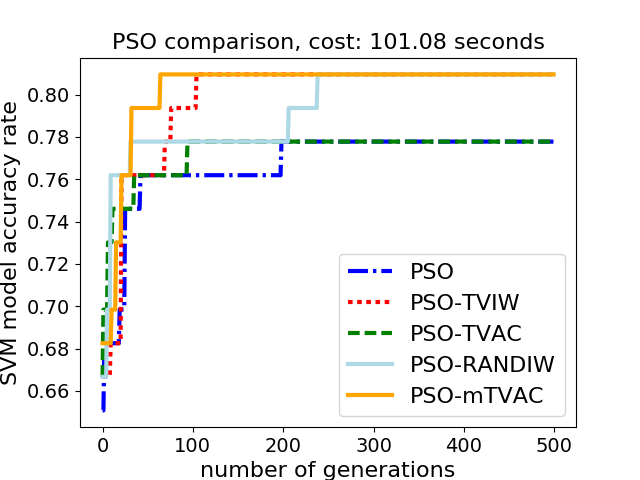 PSO comparison, cost: 101.08 seconds
SVM model accuracy rate
0.80
0.78
0.76
0.74
0.72
0.70
0.68
0.66
PSO
PSO-TVIW
PSO-TVAC
PSO-RANDIW
PSO-mTVAC
0 100 200 300 400 500
number of generations